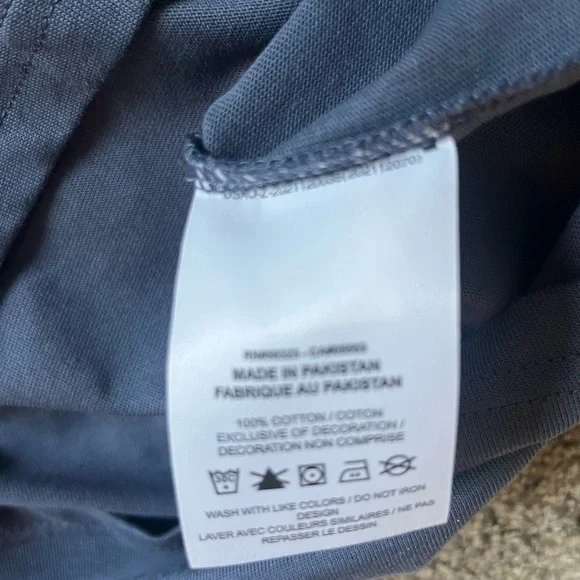 MADE IN PAKISTAN
FABRIQUE AU PAKISTAN
100% COTTON / COTON
EXCLUSIVE OF DECORATION /
DECORATION NON COMPRISE
WASH WITH LIKE COLORS / DO NOT IRON
DESIGN
LAVER AVEC COULEURS SIMILAIRES / NE PAS
REPASSER LE DESSIN